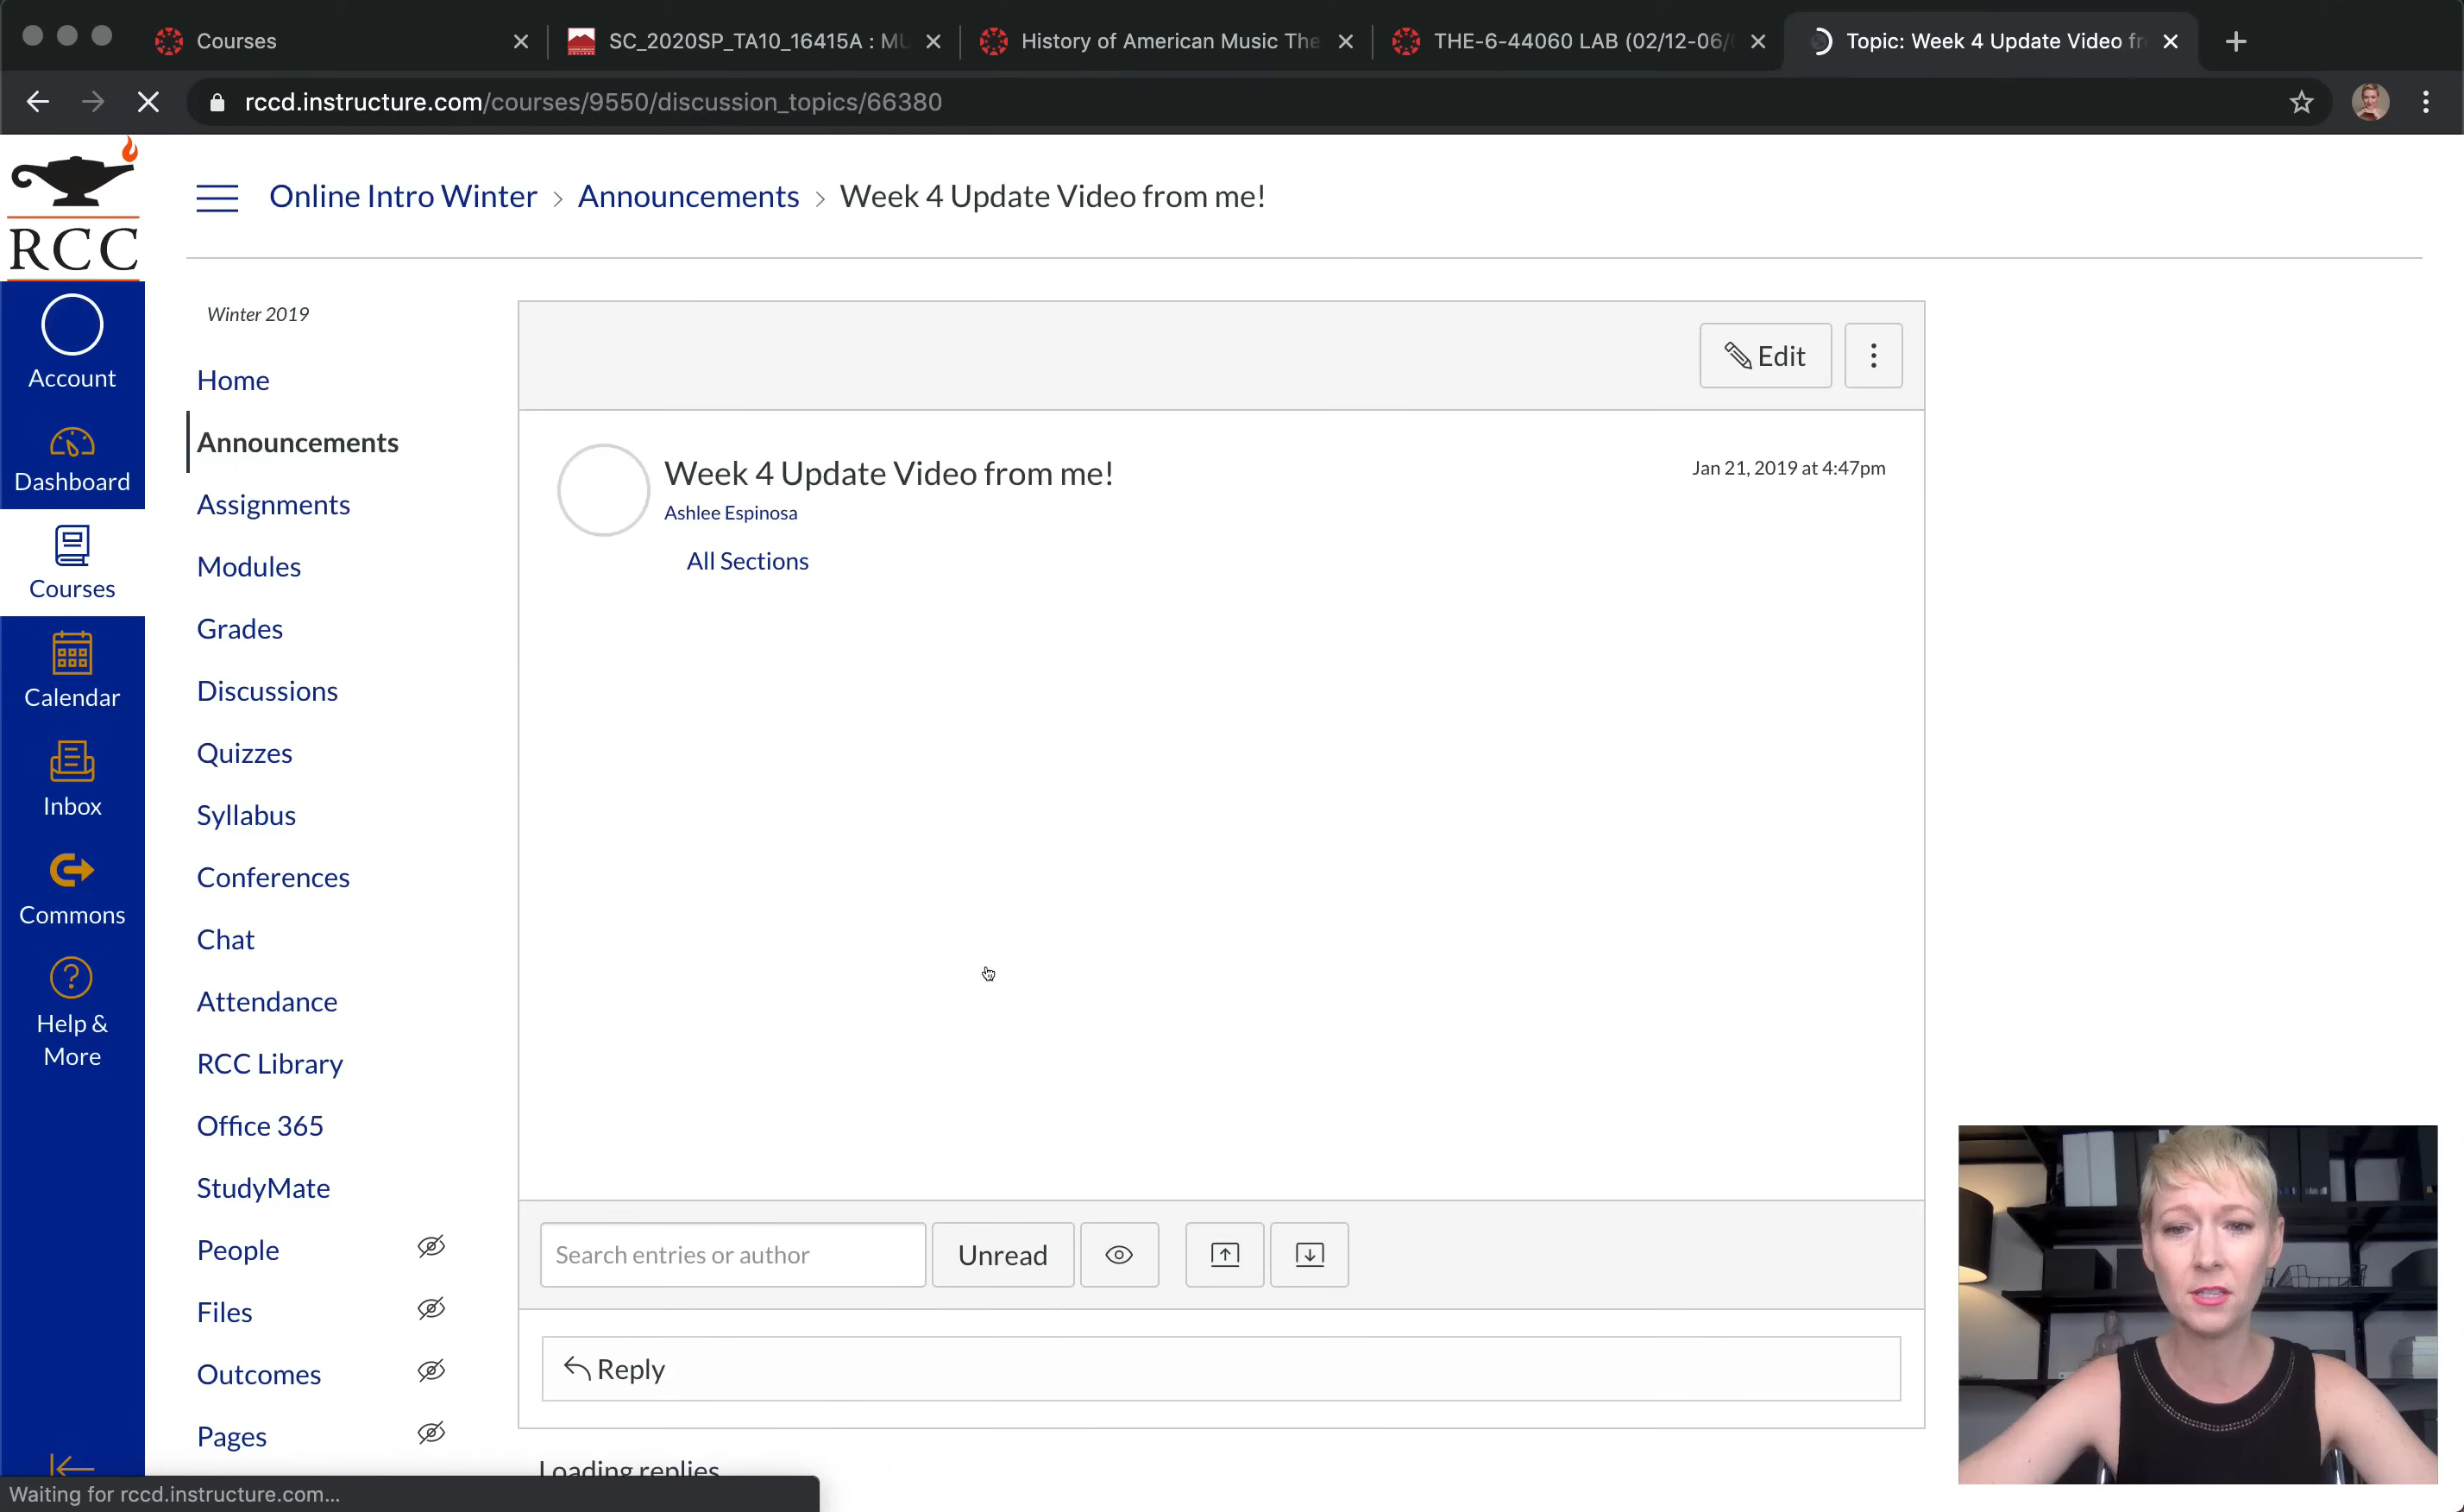 Courses
SC_2020SP_TA10_16415A : MU
History of American Music The
THE-6-44060 LAB (02/12-06/
Topic: Week 4 Update Video fr
rccd.instructure.com/courses/9550/discussion_topics/66380
RCC
Online Intro Winter > Announcements > Week 4 Update Video from me!
Account
Dashboard
Courses
Calendar
Inbox
Commons
Help &
More
Winter 2019
Home
Announcements
Assignments
Modules
Grades
Discussions
Quizzes
Syllabus
Conferences
Chat
Attendance
RCC Library
Office 365
StudyMate
People
Files
Outcomes
Pages
Edit
Week 4 Update Video from me!
Jan 21, 2019 at 4:47pm
Ashlee Espinosa
All Sections
Search entries or author
Unread
Reply
Loading replies
Waiting for rccd.instructure.com...